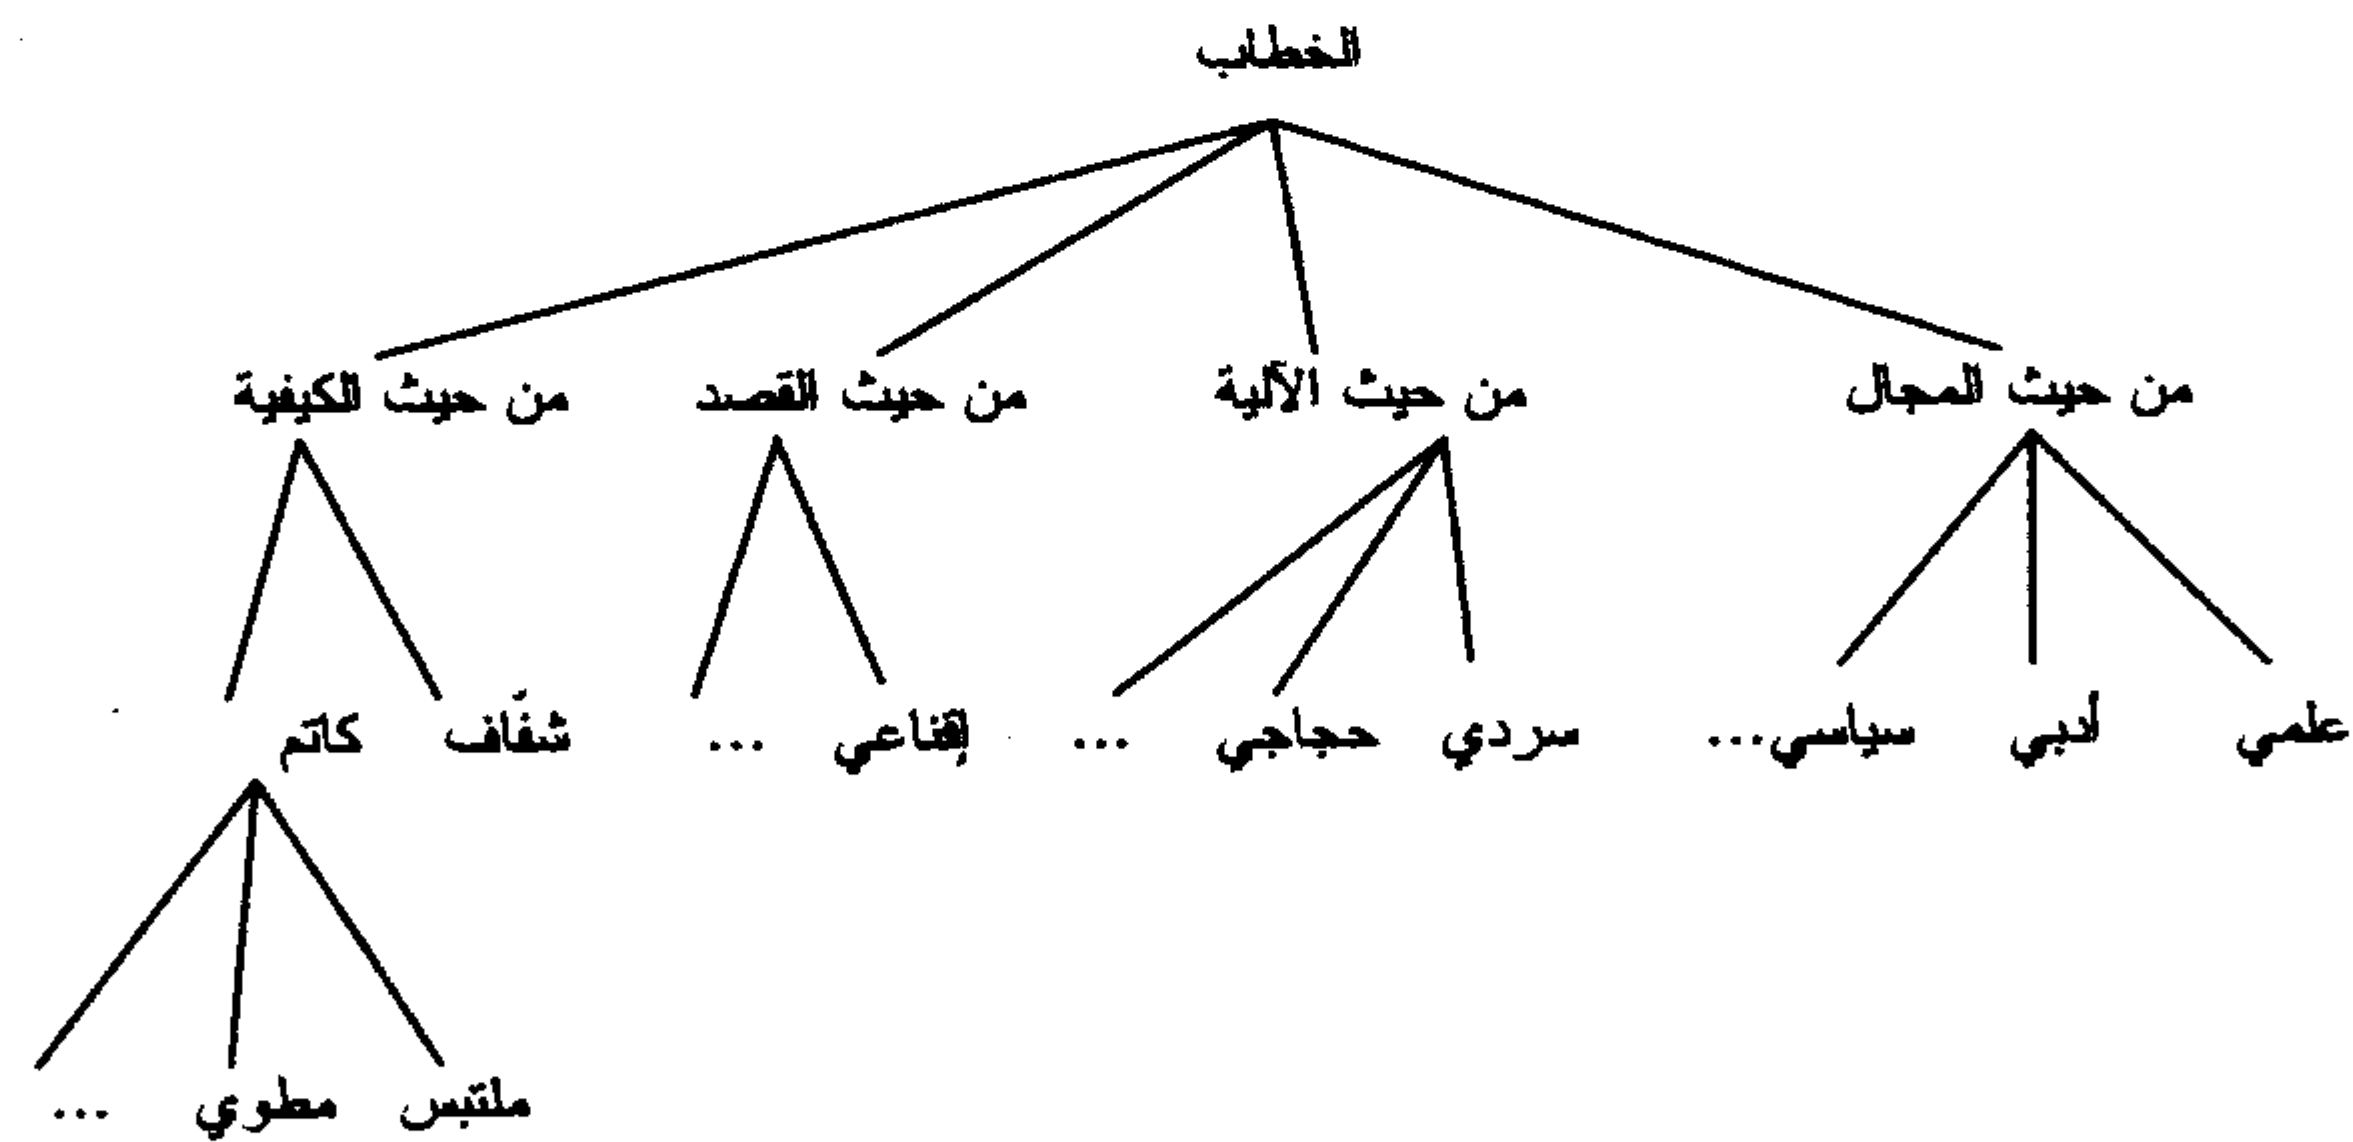 الخطاب
من حيث المجال من حيث الآلية من حيث القصد من حيث الكيفية
علمي أدبي سياسي... سردي حجاجي ... إقناعي ... شفّاف كاتم
ملتبس مطوي ...